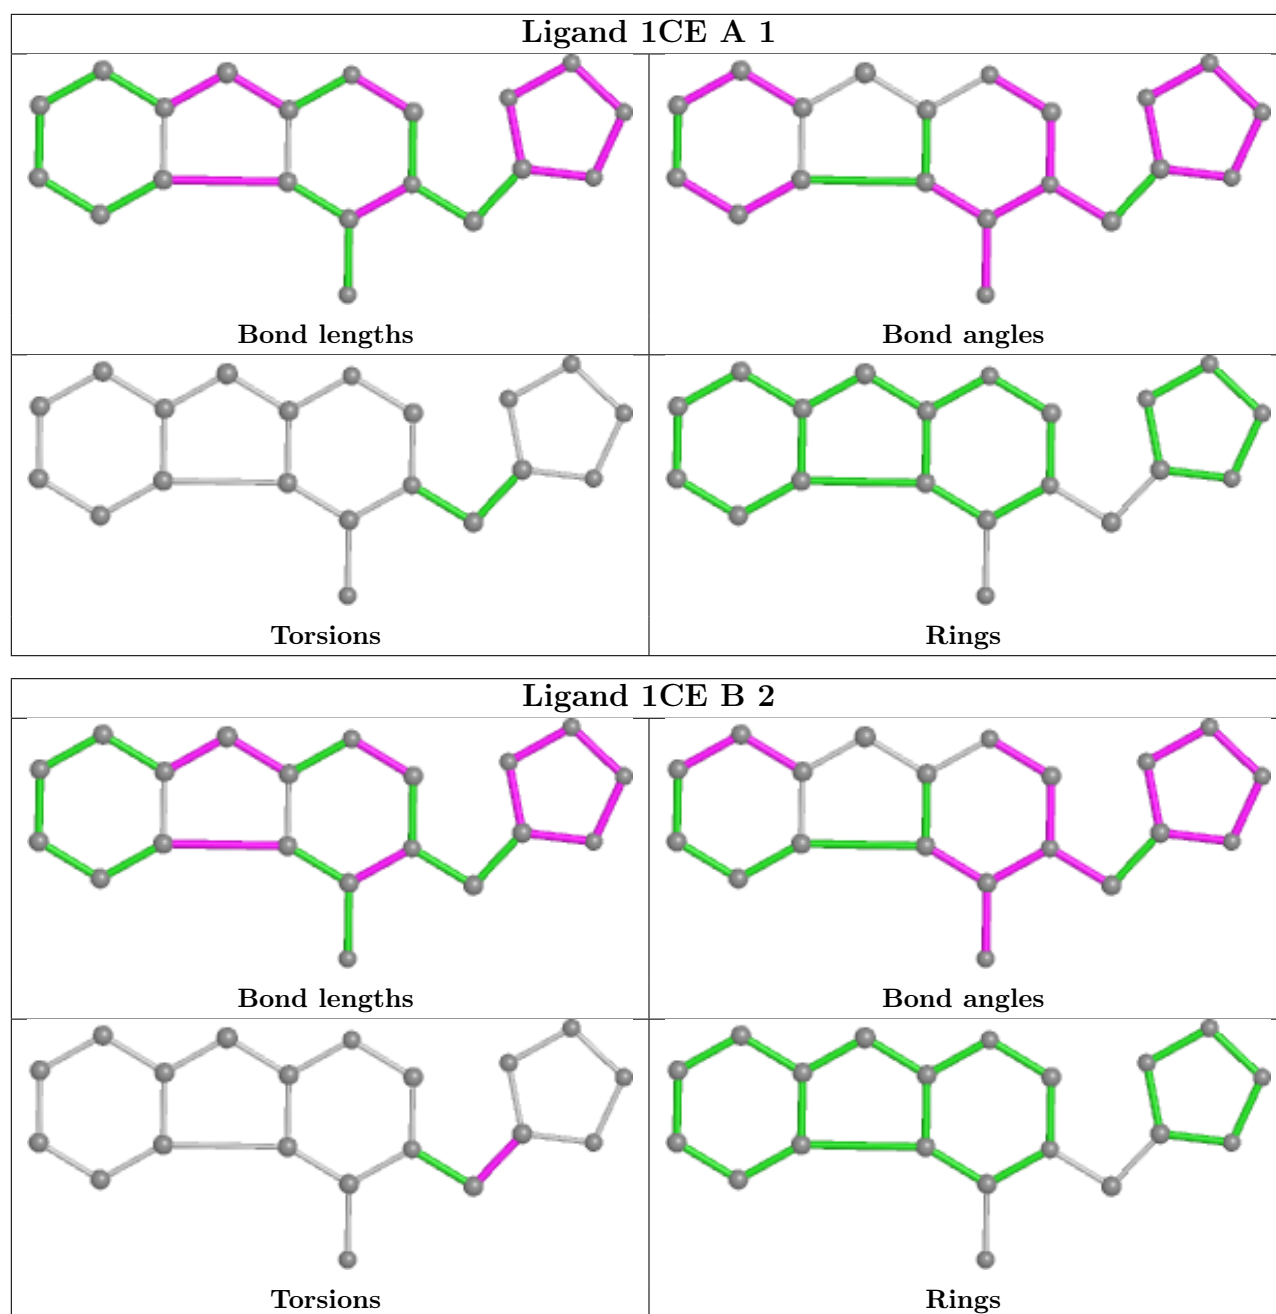 Ligand 1CE A 1
Bond lengths
Bond angles
Torsions
Rings
Ligand 1CE B 2
Bond lengths
Bond angles
Torsions
Rings